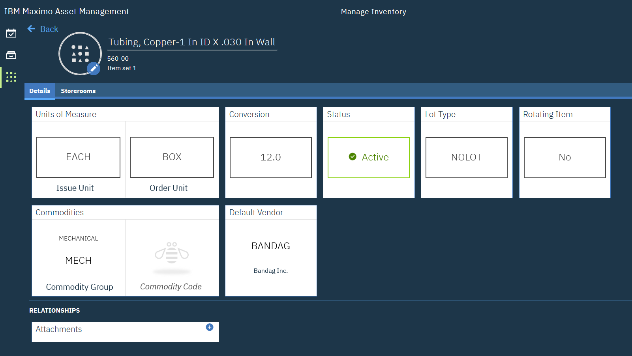 IBM Maximo Asset Management
Manage Inventory
Back
Tubing, Copper-1 In ID X .030 In Wall
560-00
Item set 1
Details
Storerooms
Units of Measure
EACH
Issue Unit
BOX
Order Unit
Conversion
12.0
Status
Active
Lot Type
NOLOT
Rotating Item
No
Commodities
MECHANICAL
MECH
Commodity Group
Commodity Code
Default Vendor
BANDAG
Bandag Inc.
RELATIONSHIPS
Attachments